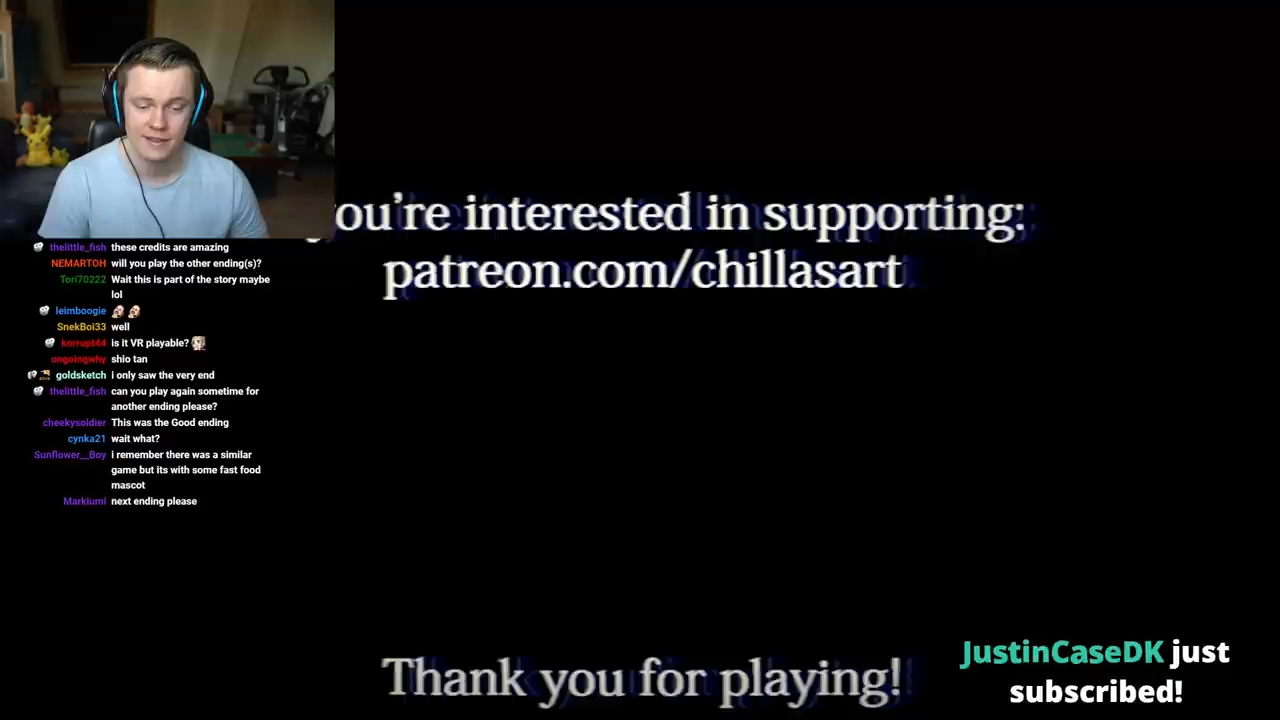 ou're interested in supporting:
patreon.com/chillasart
thelittle_fish these credits are amazing
NEMARTOH will you play the other ending(s)?
Tori70222 Wait this is part of the story maybe
lol
leimboogie
SnekBoi33 well
korrupt44 is it VR playable?
ongoingwhy shio tan
goldsketch i only saw the very end
thelittle_fish can you play again sometime for
another ending please?
cheekysoldier This was the Good ending
cynka21 wait what?
Sunflower__Boy i remember there was a similar
game but its with some fast food
mascot
Markiumi next ending please
Thank you for playing!
JustinCaseDK just
subscribed!